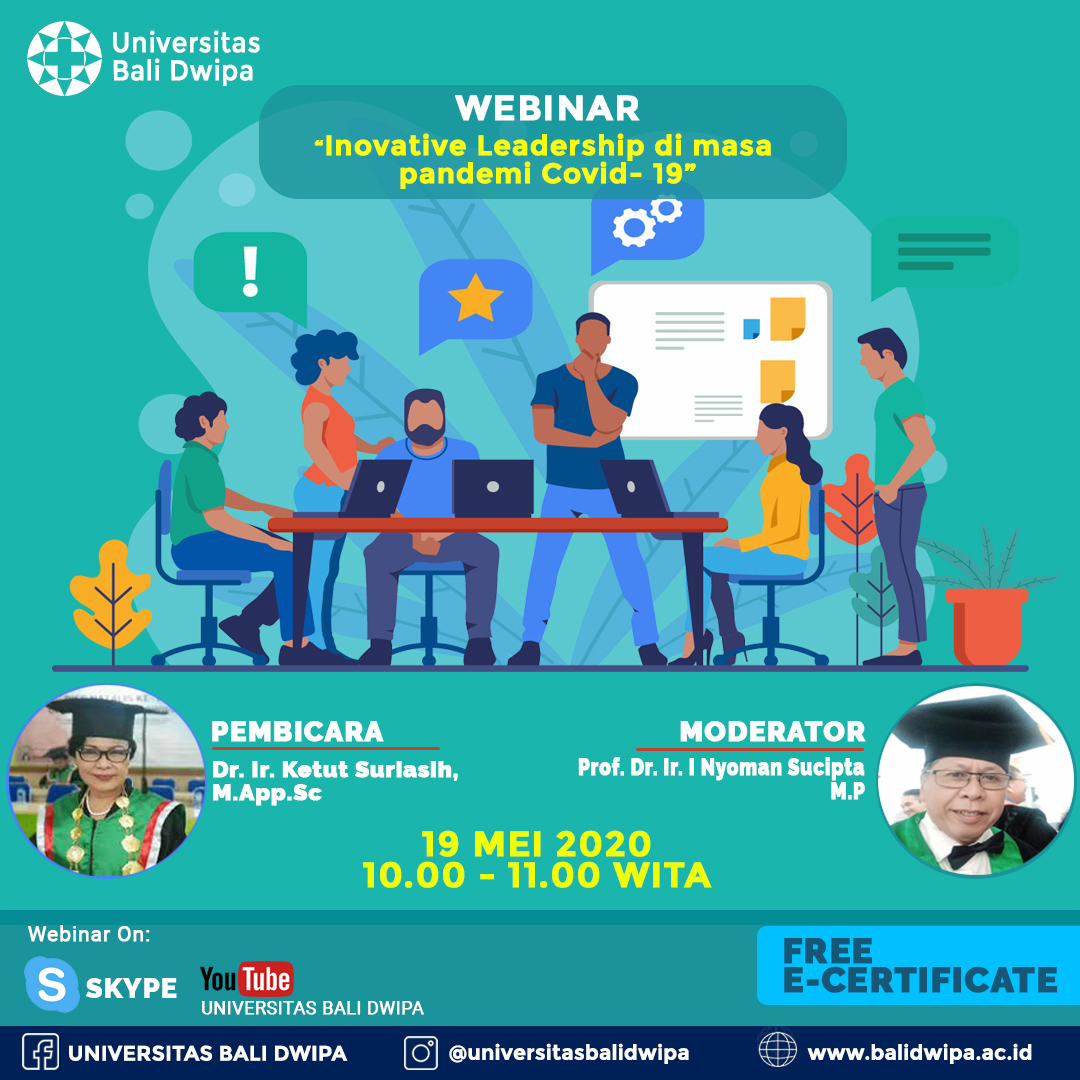 Universitas
Bali Dwipa
WEBINAR
“Inovative Leadership di masa
pandemi Covid- 19”
!
PEMBICARA
Dr. Ir. Ketut Suriasih,
M.App.Sc
MODERATOR
Prof. Dr. Ir. I Nyoman Sucipta
M.P
19 MEI 2020
10.00 - 11.00 WITA
Webinar On:
S SKYPE
YouTube
UNIVERSITAS BALI DWIPA
FREE
E-CERTIFICATE
UNIVERSITAS BALI DWIPA
@universitasbalidwipa
www.balidwipa.ac.id